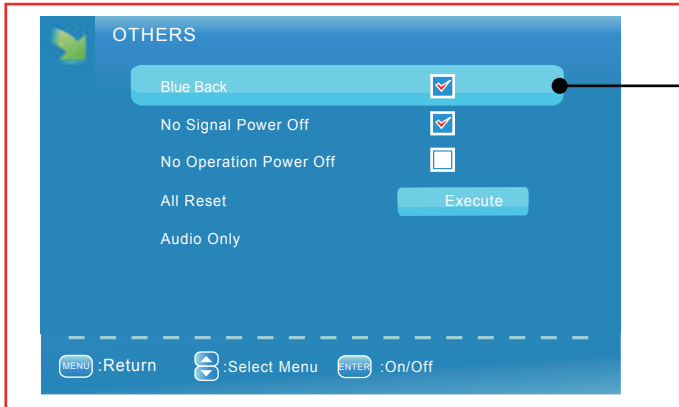 OTHERS
Blue Back
No Signal Power Off
No Operation Power Off
All Reset Execute
Audio Only
MENU :Return :Select Menu ENTER :On/Off